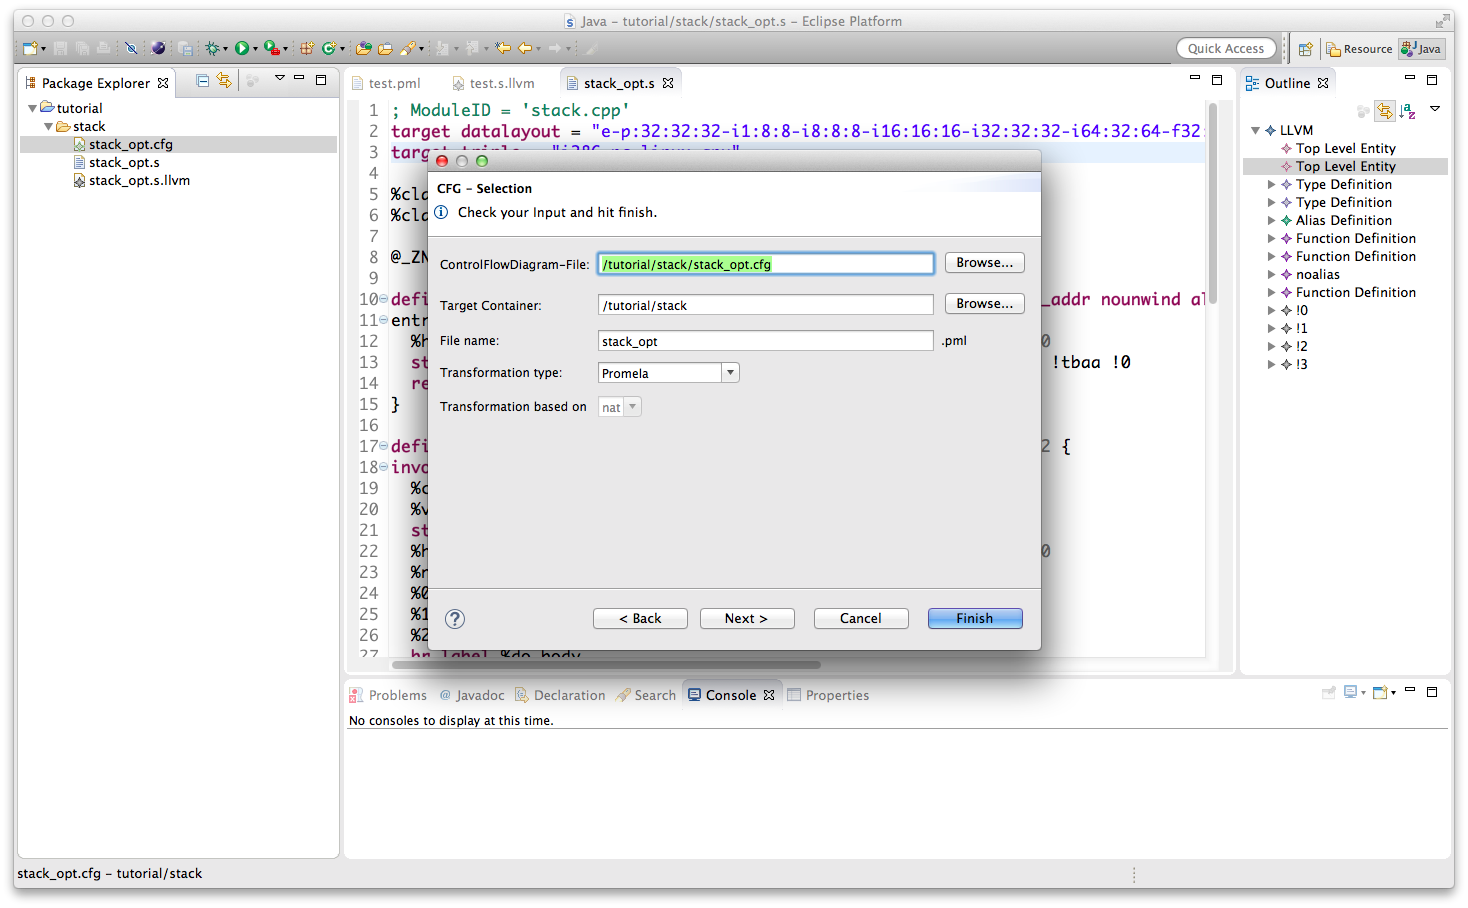 Java – tutorial/stack/stack_opt.s – Eclipse Platform
Quick Access
Resource
Java
Package Explorer
tutorial
stack
stack_opt.cfg
stack_opt.s
stack_opt.s.llvm
test.pml
test.s.llvm
stack_opt.s
1 ; ModuleID = 'stack.cpp'
2 target datalayout = "e-p:32:32:32-i1:8:8-i8:8:8-i16:16:16-i32:32:32-i64:32:64-f32:
3
4
5 %cla
6 %cla
7
8 @_ZN
9
10 defi _addr nounwind al
11 entr
12 %h 0
13 st !tbaa !0
14 re
15 }
16
17 defi 2 {
18 invo
19 %c
20 %v
21 st
22 %h 0
23 %n
24 %0
25 %1
26 %2
27 br label %do.body
CFG – Selection
Check your Input and hit finish.
ControlFlowDiagram-File: /tutorial/stack/stack_opt.cfg Browse...
Target Container: /tutorial/stack Browse...
File name: stack_opt .pml
Transformation type: Promela
Transformation based on nat
?
< Back
Next >
Cancel
Finish
Outline
LLVM
Top Level Entity
Top Level Entity
Type Definition
Type Definition
Alias Definition
Function Definition
Function Definition
noalias
Function Definition
!0
!1
!2
!3
Problems
@ Javadoc
Declaration
Search
Console
Properties
No consoles to display at this time.
stack_opt.cfg – tutorial/stack